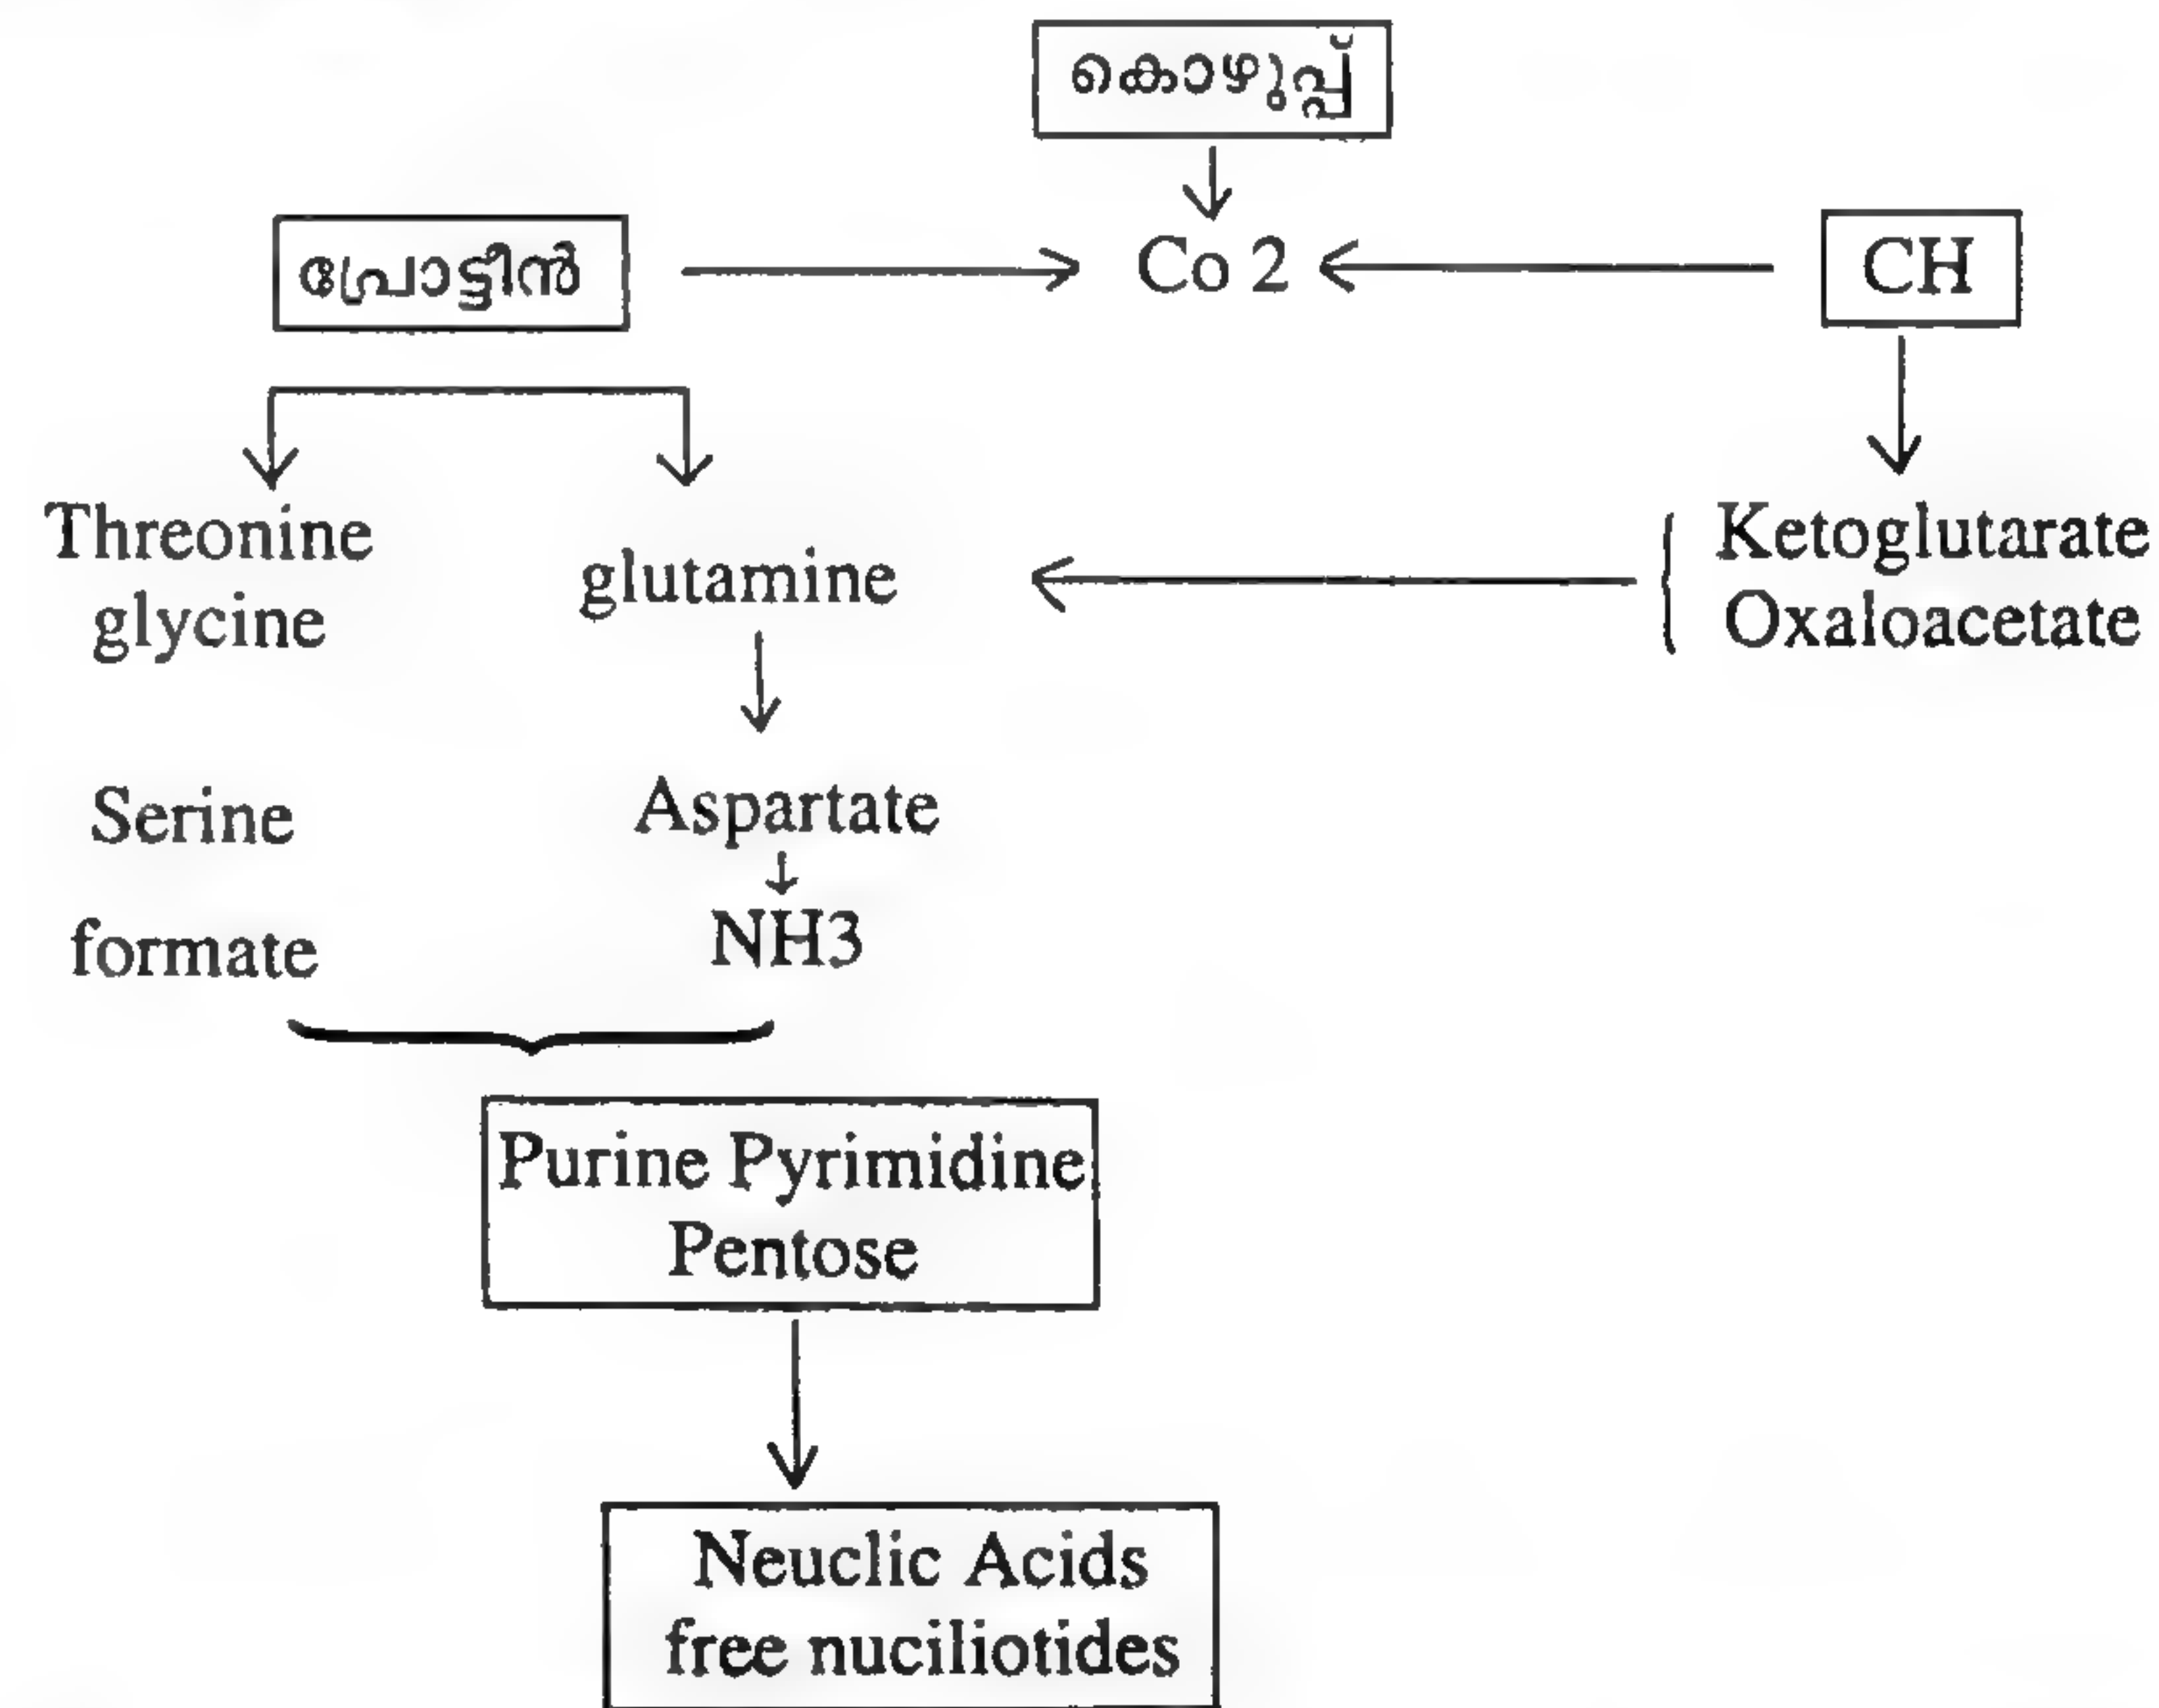 കൊഴുപ്പ്
പ്രോട്ടീൻ
Co 2
CH
Threonine
glycine
glutamine
Ketoglutarate
Oxaloacetate
Serine
Aspartate
formate
NH3
Purine Pyrimidine
Pentose
Neuclic Acids
free nuciliotides